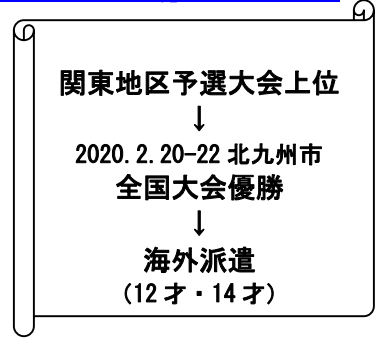 関東地区予選大会上位
↓
2020.2.20-22 北九州市
全国大会優勝
↓
海外派遣
(12才・14才)